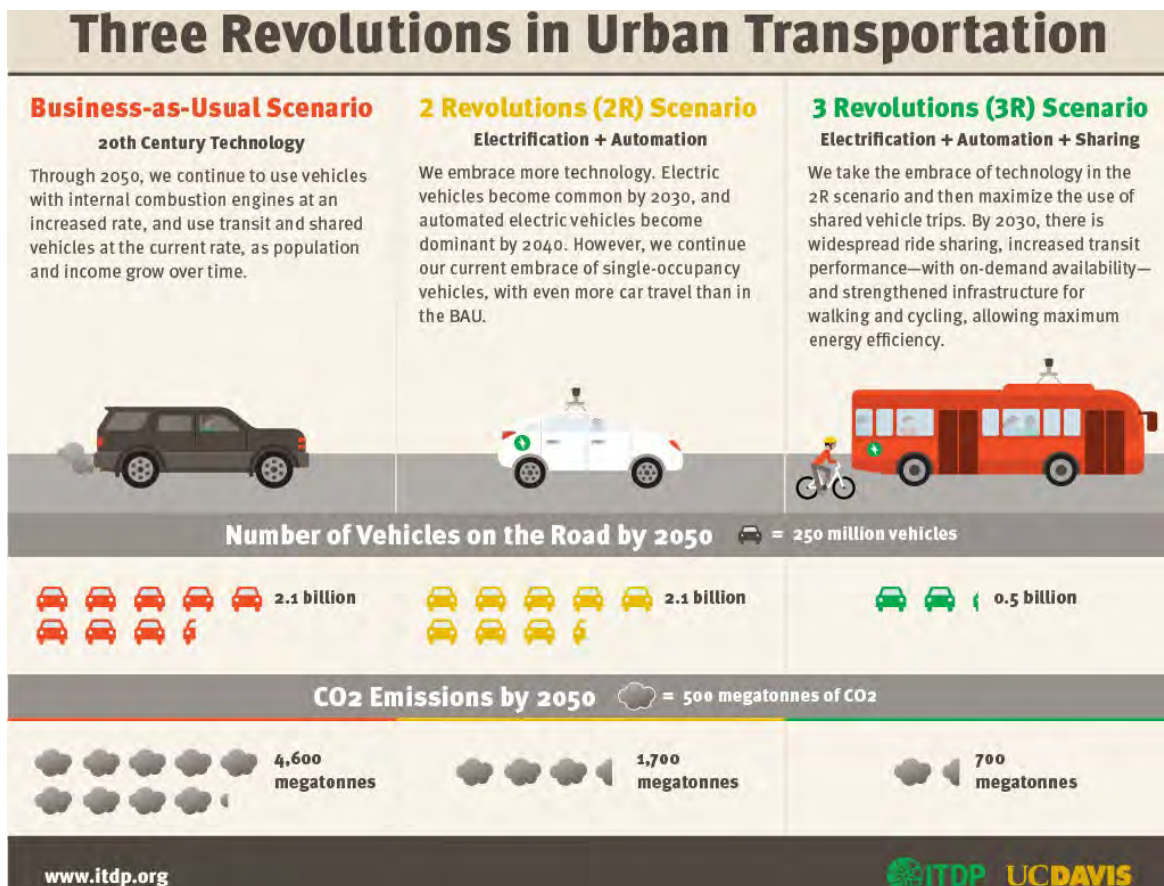 Three Revolutions in Urban Transportation
Business-as-Usual Scenario
20th Century Technology
Through 2050, we continue to use vehicles
with internal combustion engines at an
increased rate, and use transit and shared
vehicles at the current rate, as population
and income grow over time.
2 Revolutions (2R) Scenario
Electrification + Automation
We embrace more technology. Electric
vehicles become common by 2030, and
automated electric vehicles become
dominant by 2040. However, we continue
our current embrace of single-occupancy
vehicles, with even more car travel than in
the BAU.
3 Revolutions (3R) Scenario
Electrification + Automation + Sharing
We take the embrace of technology in the
2R scenario and then maximize the use of
shared vehicle trips. By 2030, there is
widespread ride sharing, increased transit
performance—with on-demand availability—
and strengthened infrastructure for
walking and cycling, allowing maximum
energy efficiency.
Number of Vehicles on the Road by 2050 = 250 million vehicles
2.1 billion
2.1 billion
0.5 billion
CO2 Emissions by 2050 = 500 megatonnes of CO2
4,600
megatonnes
1,700
megatonnes
700
megatonnes
www.itdp.org
ITDP UCDAVIS